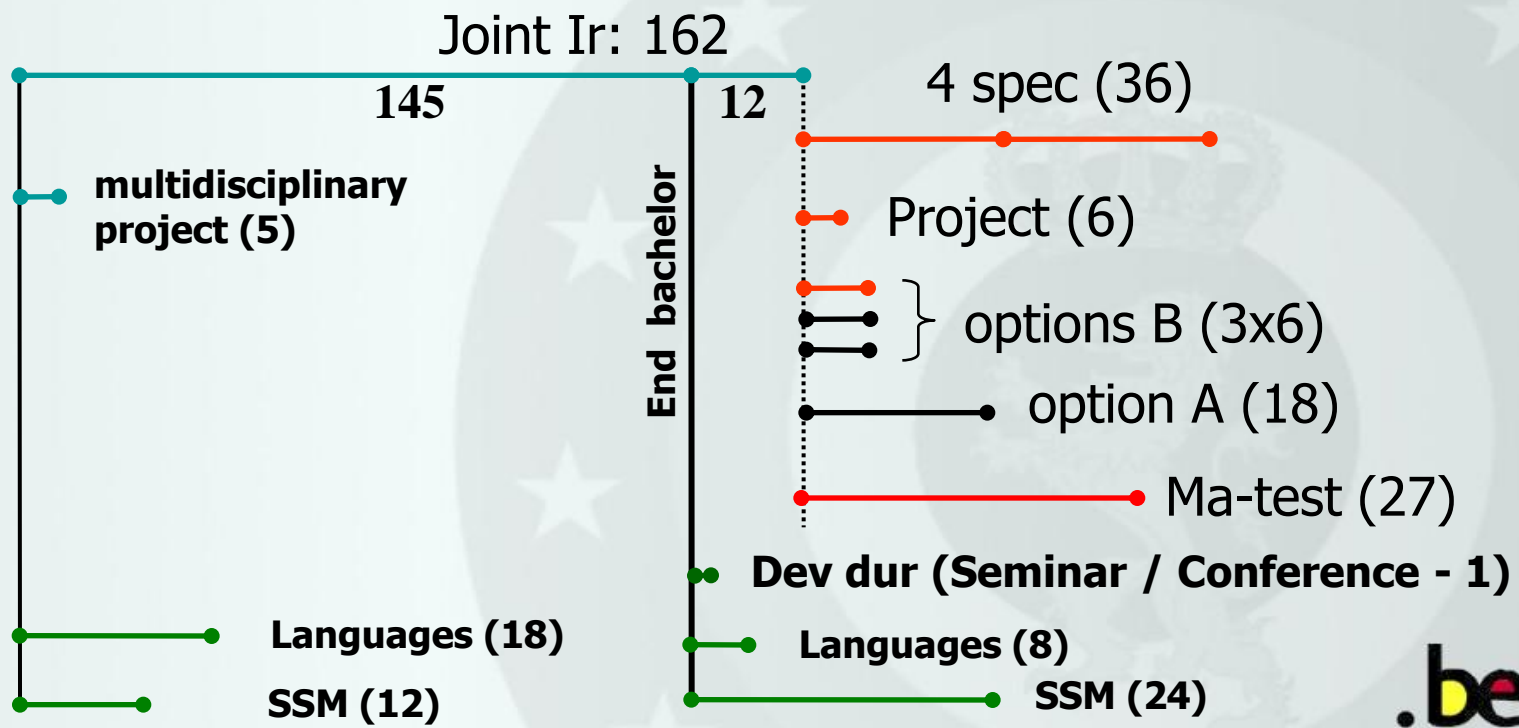 Joint Ir: 162
145
12
4 spec (36)
multidisciplinary
project (5)
End bachelor
Project (6)
options B (3x6)
option A (18)
Ma-test (27)
Dev dur (Seminar / Conference - 1)
Languages (18)
Languages (8)
SSM (12)
SSM (24)
.be